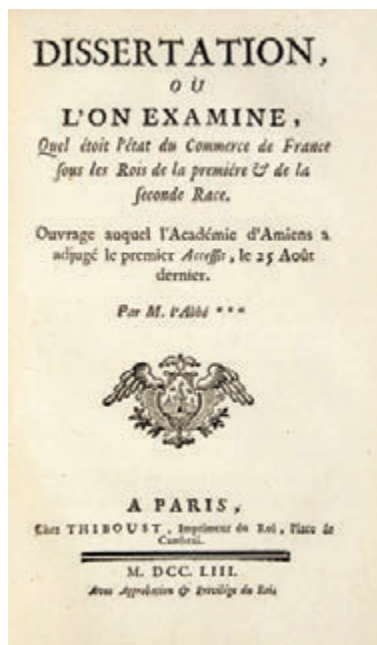 DISSERTATION,
OU
L'ON EXAMINE,
Quel étoit l'état du Commerce de France
sous les Rois de la premiére & de la
seconde Race.
Ouvrage auquel l'Académie d'Amiens a
adjugé le premier Accessit, le 25 Août
dernier.
Par M. l'Abbé ***
A PARIS,
Chez THIBOUST, Imprimeur du Roi, Place de
Cambrai.
M. DCC. LIII.
Avec Approbation & Privilége du Roi.